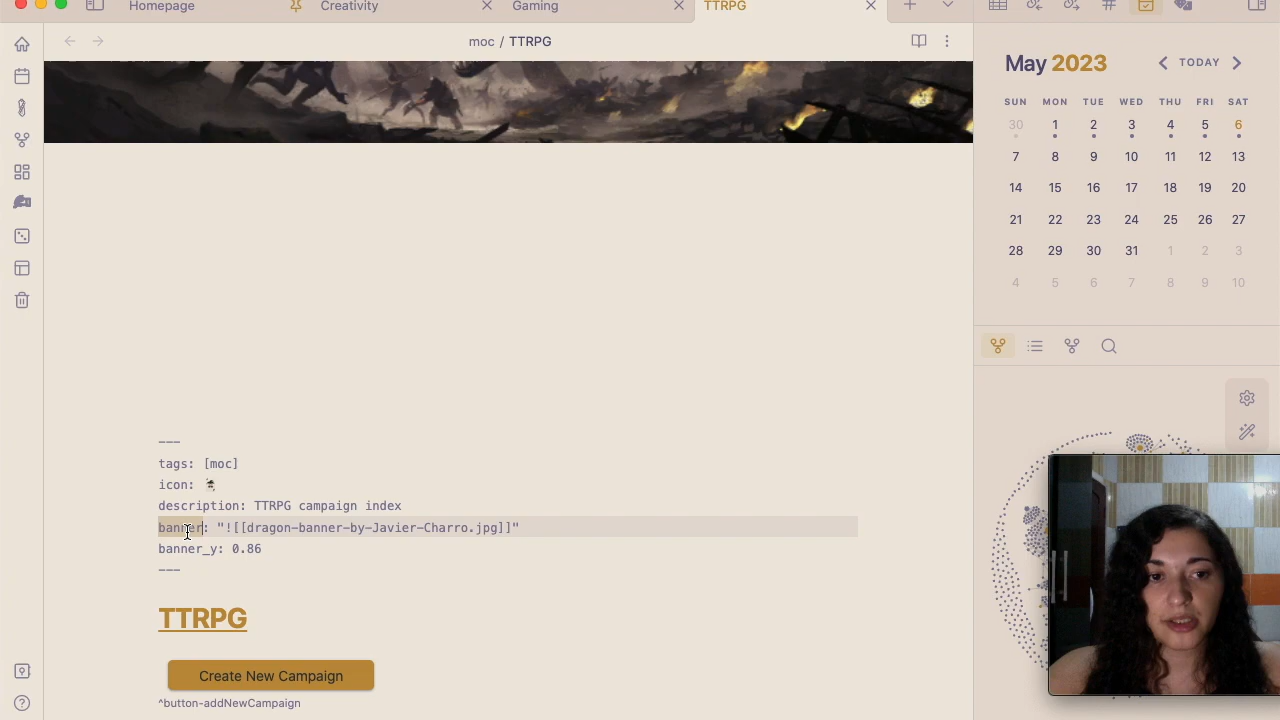 Homepage
Creativity
Gaming
TTRPG
moc / TTRPG
---
tags: [moc]
icon:
description: TTRPG campaign index
banner: "![[dragon-banner-by-Javier-Charro.jpg]]"
banner_y: 0.86
---
TTRPG
Create New Campaign
^button-addNewCampaign
May 2023
TODAY
SUN MON TUE WED THU FRI SAT
30 1 2 3 4 5 6
7 8 9 10 11 12 13
14 15 16 17 18 19 20
21 22 23 24 25 26 27
28 29 30 31 1 2 3
4 5 6 7 8 9 10